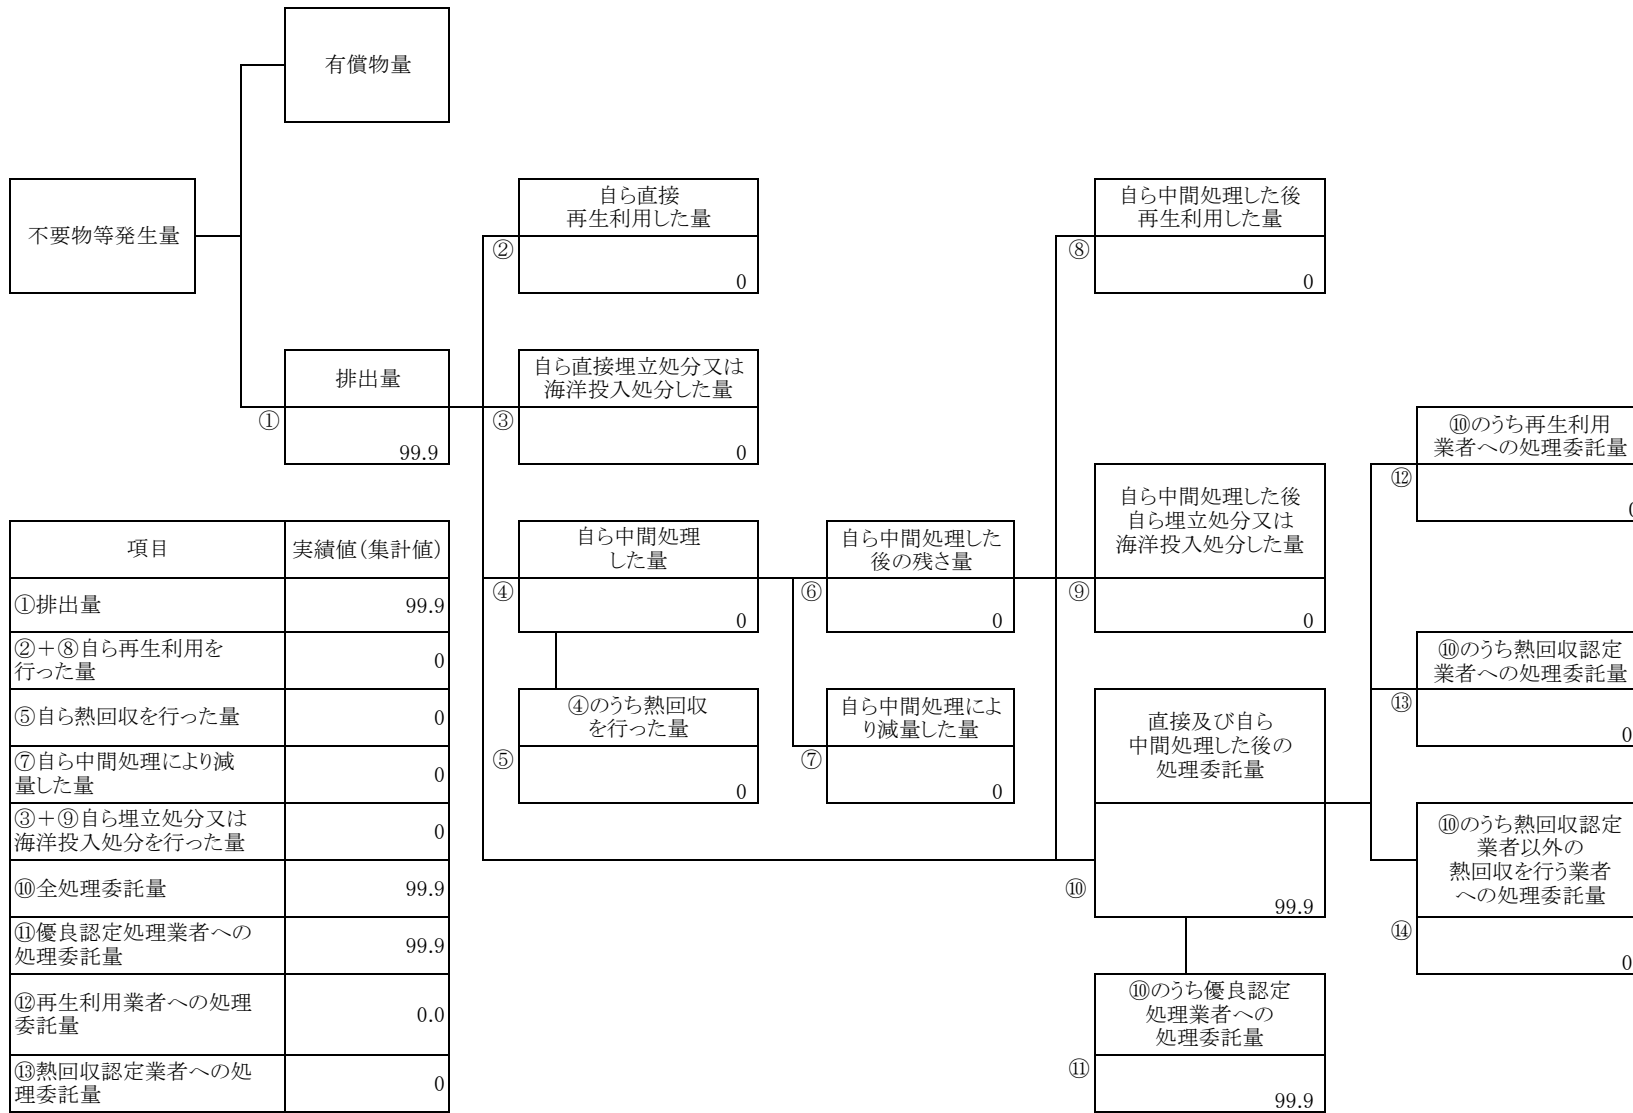 有償物量
不要物等発生量
排出量
①
99.9
自ら直接
再生利用した量
②
0
自ら直接埋立処分又は
海洋投入処分した量
③
0
自ら中間処理
した量
④
0
④のうち熱回収
を行った量
⑤
0
自ら中間処理した
後の残さ量
⑥
0
自ら中間処理によ
り減量した量
⑦
0
自ら中間処理した後
再生利用した量
⑧
0
自ら中間処理した後
自ら埋立処分又は
海洋投入処分した量
⑨
0
直接及び自ら
中間処理した後の
処理委託量
⑩
99.9
⑩のうち優良認定
処理業者への
処理委託量
⑪
99.9
⑩のうち再生利用
業者への処理委託量
⑫
0
⑩のうち熱回収認定
業者への処理委託量
⑬
0
⑩のうち熱回収認定
業者以外の
熱回収を行う業者
への処理委託量
⑭
0
項目 実績値(集計値)
①排出量 99.9
②+⑧自ら再生利用を
行った量 0
⑤自ら熱回収を行った量 0
⑦自ら中間処理により減
量した量 0
③+⑨自ら埋立処分又は
海洋投入処分を行った量 0
⑩全処理委託量 99.9
⑪優良認定処理業者への
処理委託量 99.9
⑫再生利用業者への処理
委託量 0.0
⑬熱回収認定業者への処
理委託量 0